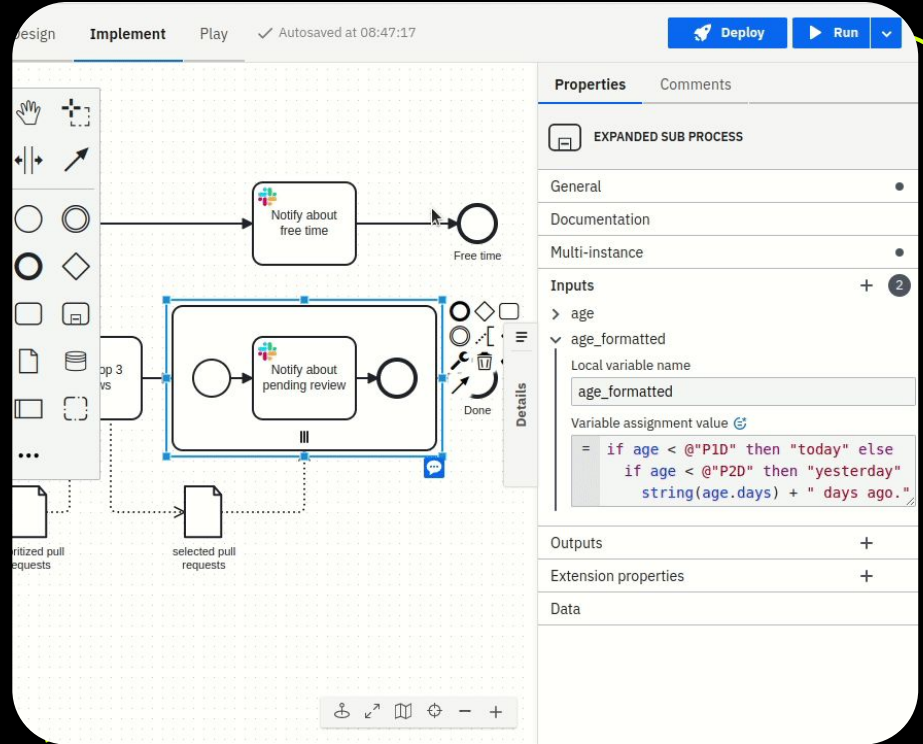 Design
Implement
Play
Autosaved at 08:47:17
Deploy
Run
Properties
Comments
EXPANDED SUB PROCESS
General
Documentation
Multi-instance
Inputs
2
age
age_formatted
Local variable name
age_formatted
Variable assignment value
= if age < @"P1D" then "today" else
if age < @"P2D" then "yesterday"
string(age.days) + " days ago."
Outputs
Extension properties
Data
Details
Notify about
free time
Free time
op 3
ws
Notify about
pending review
Done
ritized pull
equests
selected pull
requests